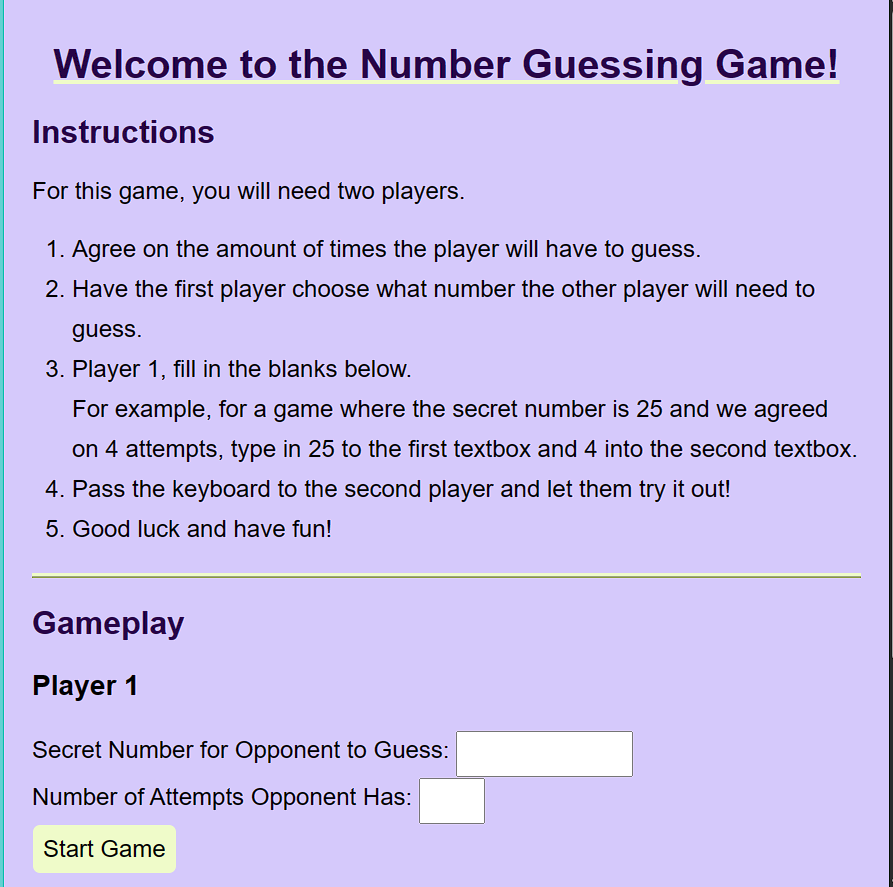 Welcome to the Number Guessing Game!
Instructions
For this game, you will need two players.
1. Agree on the amount of times the player will have to guess.
2. Have the first player choose what number the other player will need to
guess.
3. Player 1, fill in the blanks below.
For example, for a game where the secret number is 25 and we agreed
on 4 attempts, type in 25 to the first textbox and 4 into the second textbox.
4. Pass the keyboard to the second player and let them try it out!
5. Good luck and have fun!
Gameplay
Player 1
Secret Number for Opponent to Guess:
Number of Attempts Opponent Has:
Start Game